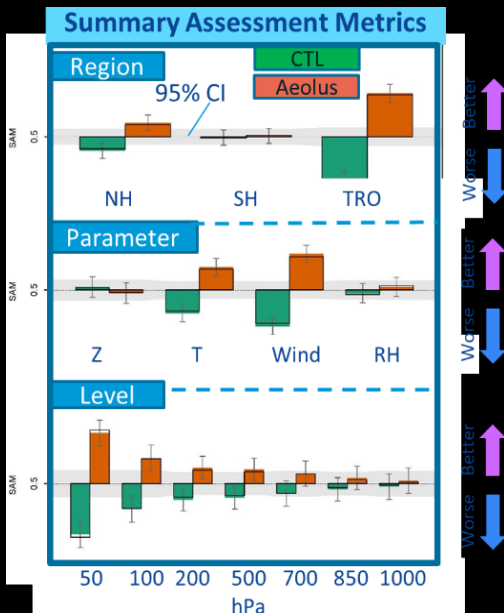 Summary Assessment Metrics
Region
CTL
Aeolus
95% CI
SAM
0.5
Better
Worse
NH SH TRO
Parameter
SAM
0.5
Better
Worse
Z T Wind RH
Level
SAM
0.5
Better
Worse
50 100 200 500 700 850 1000
hPa